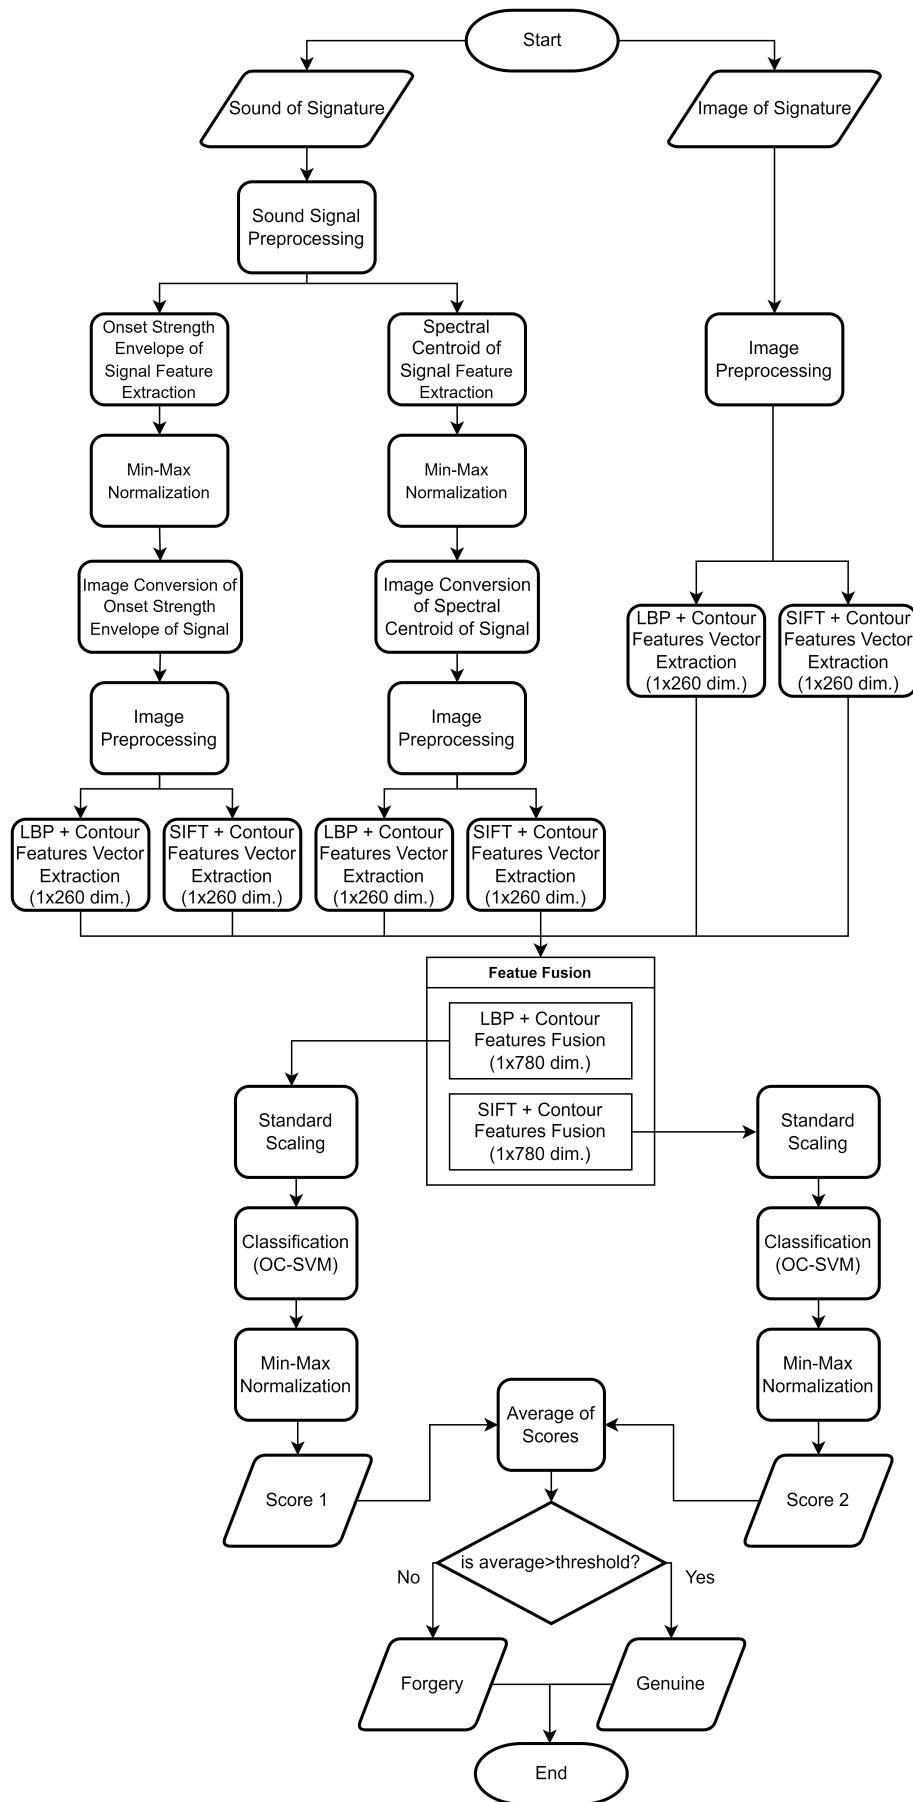 Start
Sound of Signature
Image of Signature
Sound Signal
Preprocessing
Onset Strength
Envelope of
Signal Feature
Extraction
Spectral
Centroid of
Signal Feature
Extraction
Image
Preprocessing
Min-Max
Normalization
Min-Max
Normalization
Image Conversion of
Onset Strength
Envelope of Signal
Image Conversion
of Spectral
Centroid of Signal
LBP + Contour
Features Vector
Extraction
(1x260 dim.)
SIFT + Contour
Features Vector
Extraction
(1x260 dim.)
Image
Preprocessing
Image
Preprocessing
LBP + Contour
Features Vector
Extraction
(1x260 dim.)
SIFT + Contour
Features Vector
Extraction
(1x260 dim.)
LBP + Contour
Features Vector
Extraction
(1x260 dim.)
SIFT + Contour
Features Vector
Extraction
(1x260 dim.)
Featue Fusion
LBP + Contour
Features Fusion
(1x780 dim.)
SIFT + Contour
Features Fusion
(1x780 dim.)
Standard
Scaling
Standard
Scaling
Classification
(OC-SVM)
Classification
(OC-SVM)
Min-Max
Normalization
Min-Max
Normalization
Average of
Scores
Score 1
Score 2
is average>threshold?
No
Yes
Forgery
Genuine
End